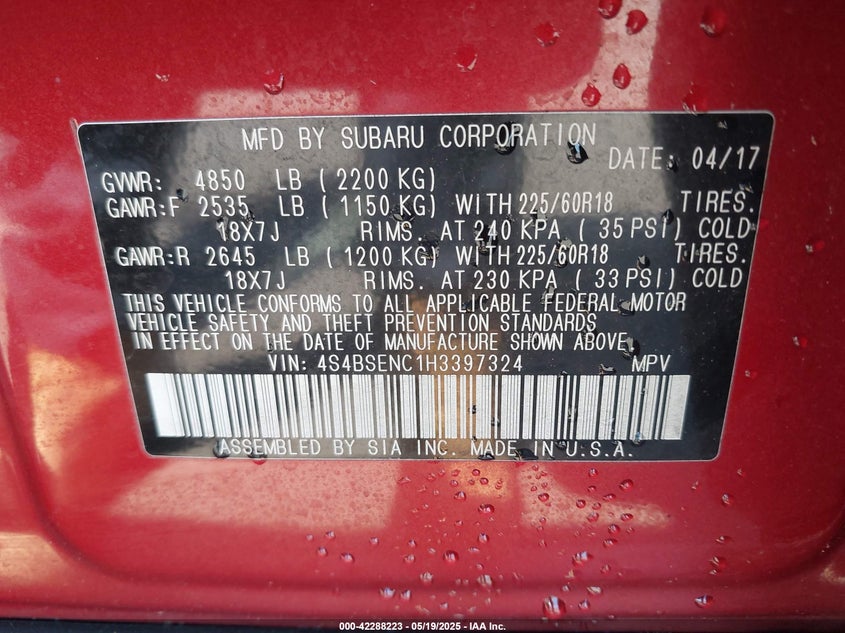 MFD BY SUBARU CORPORATION
DATE: 04/17
GVWR: 4850 LB ( 2200 KG)
GAWR:F 2535 LB ( 1150 KG) WITH 225/60R18 TIRES.
18X7J RIMS. AT 240 KPA ( 35 PSI) COLD
GAWR:R 2645 LB ( 1200 KG) WITH 225/60R18 TIRES.
18X7J RIMS. AT 230 KPA ( 33 PSI) COLD
THIS VEHICLE CONFORMS TO ALL APPLICABLE FEDERAL MOTOR
VEHICLE SAFETY AND THEFT PREVENTION STANDARDS
IN EFFECT ON THE DATE OF MANUFACTURE SHOWN ABOVE.
VIN: 4S4BSENC1H3397324 MPV
ASSEMBLED BY SIA INC. MADE IN U.S.A.
000-42288223 - 05/19/2025 - IAA Inc.